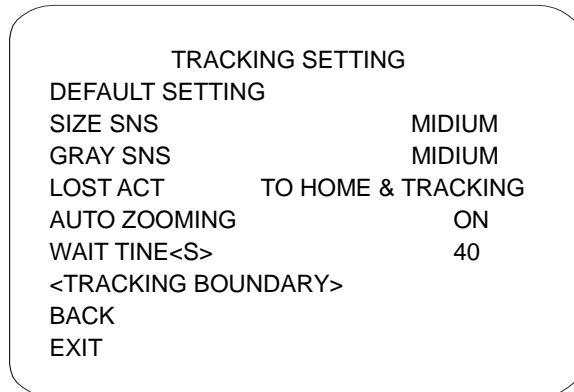 TRACKING SETTING
DEFAULT SETTING
SIZE SNS MIDIUM
GRAY SNS MIDIUM
LOST ACT TO HOME & TRACKING
AUTO ZOOMING ON
WAIT TINE<S> 40
<TRACKING BOUNDARY>
BACK
EXIT